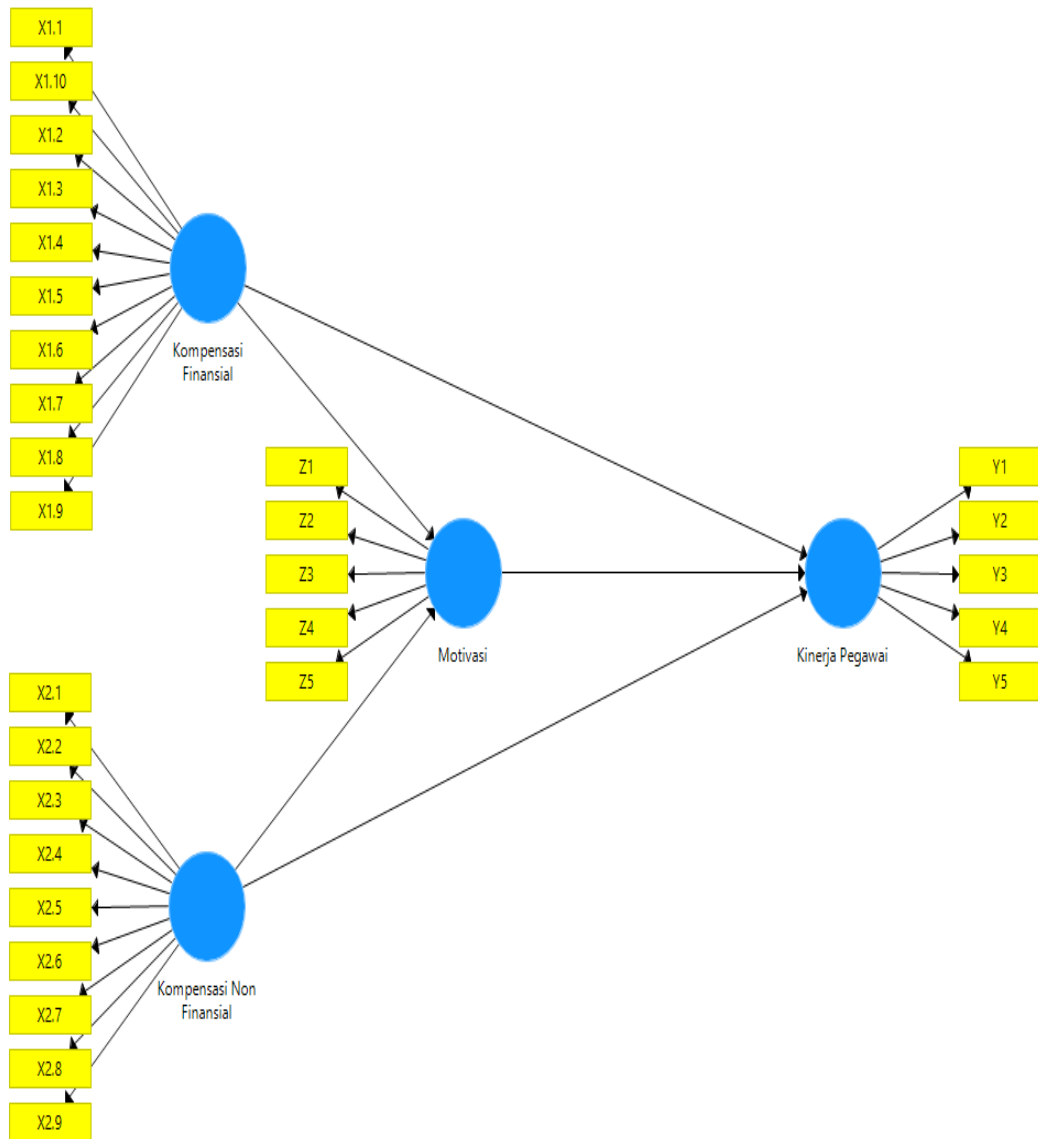 X1.1
X1.10
X1.2
X1.3
X1.4
X1.5
X1.6
X1.7
X1.8
X1.9
Kompensasi
Finansial
Z1
Z2
Z3
Z4
Z5
Motivasi
Y1
Y2
Y3
Y4
Y5
Kinerja Pegawai
X2.1
X2.2
X2.3
X2.4
X2.5
X2.6
X2.7
X2.8
X2.9
Kompensasi Non
Finansial